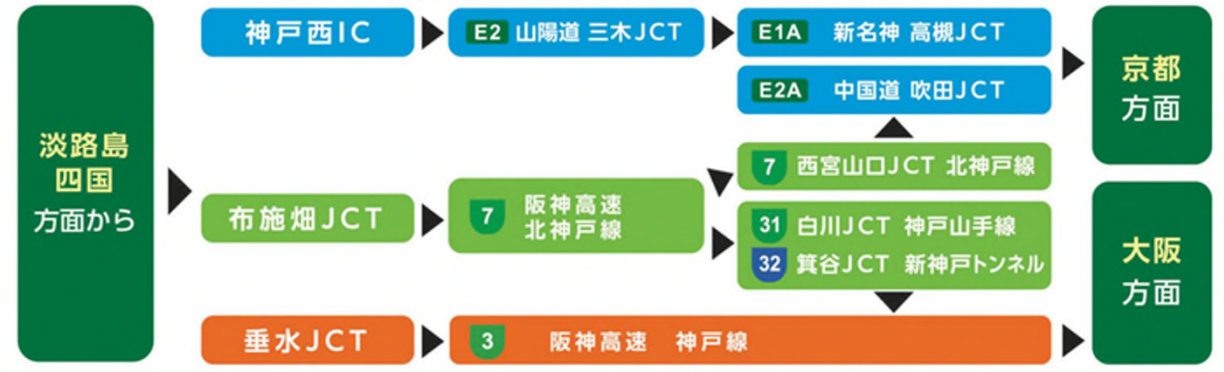 淡路島
四国
方面から
神戸西IC
E2 山陽道 三木JCT
E1A 新名神 高槻JCT
E2A 中国道 吹田JCT
京都
方面
布施畑JCT
7 阪神高速
北神戸線
7 西宮山口JCT 北神戸線
31 白川JCT 神戸山手線
32 箕谷JCT 新神戸トンネル
大阪
方面
垂水JCT
3 阪神高速 神戸線